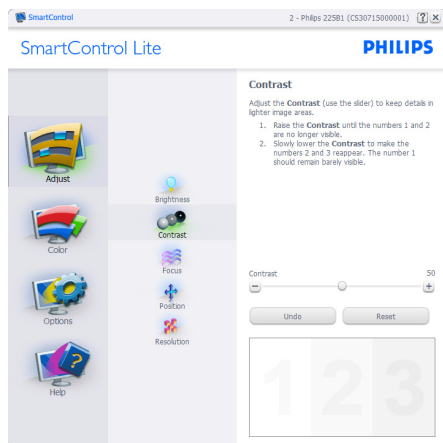 SmartControl
2 - Philips 225B1 (CS30715000001)
SmartControl Lite
PHILIPS
Adjust
Color
Options
Help
Brightness
Contrast
Focus
Position
Resolution
Contrast
Adjust the Contrast (use the slider) to keep details in
lighter image areas.
1. Raise the Contrast until the numbers 1 and 2
are no longer visible.
2. Slowly lower the Contrast to make the
numbers 2 and 3 reappear. The number 1
should remain barely visible.
Contrast 50
Undo Reset
1 2 3